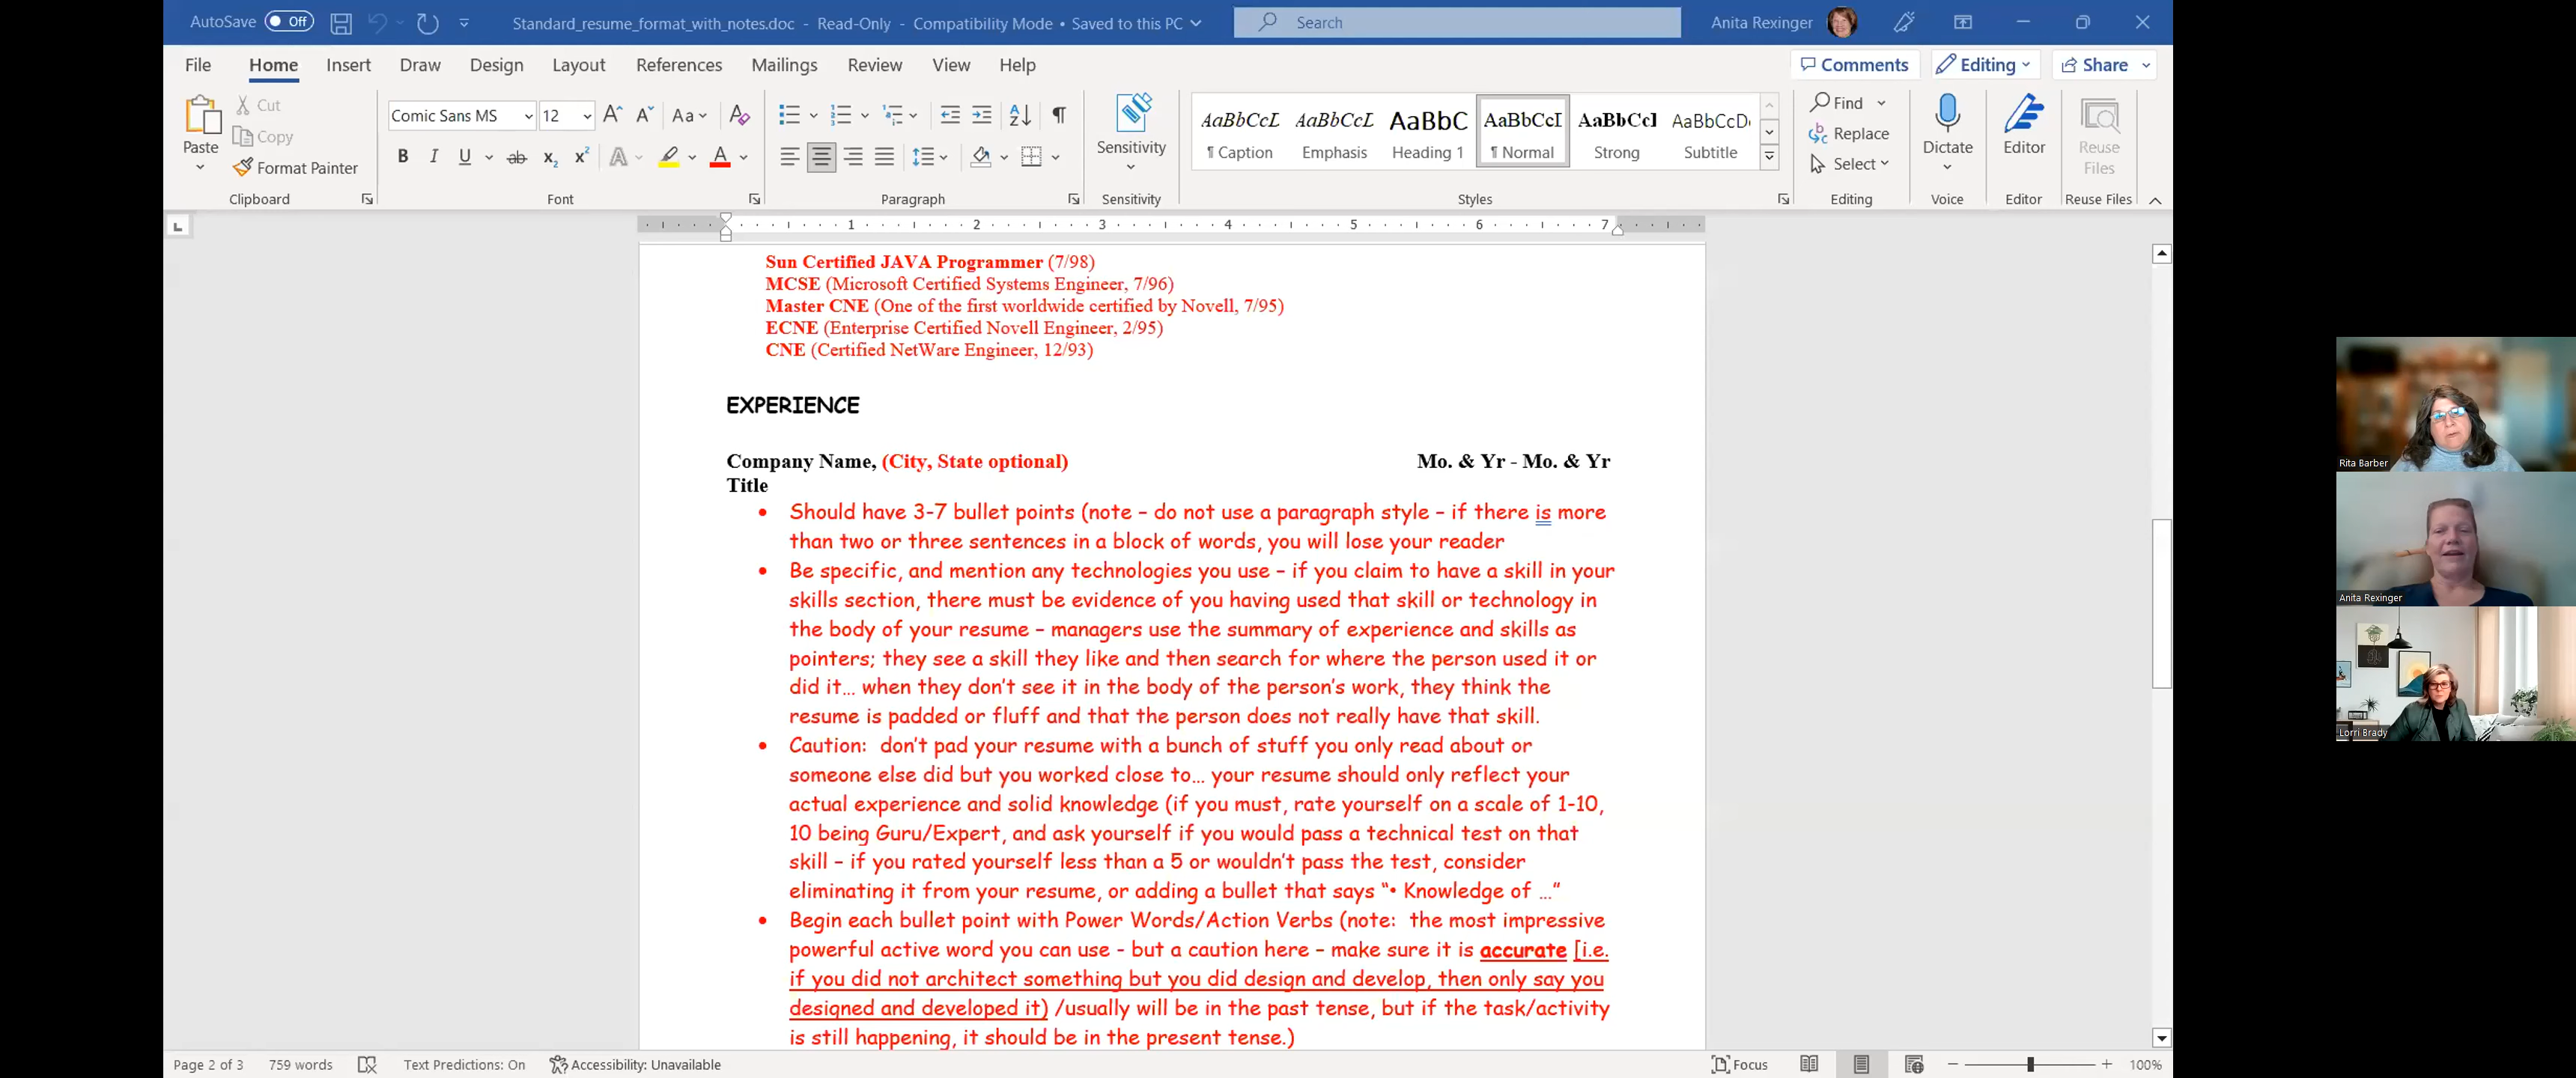 AutoSave Off Standard_resume_format_with_notes.doc - Read-Only - Compatibility Mode • Saved to this PC Search Anita Rexinger
File Home Insert Draw Design Layout References Mailings Review View Help Comments Editing Share
Paste Cut Copy Format Painter Clipboard
Comic Sans MS 12 Aa Font
Paragraph
Sensitivity Sensitivity
AaBbCcI AaBbCcL AaBbC AaBbCcI AaBbCcI AaBbCcD
¶ Caption Emphasis Heading 1 ¶ Normal Strong Subtitle Styles
Find Replace Select Editing
Dictate Voice
Editor Editor
Reuse Files Reuse Files
1 2 3 4 5 6 7
Sun Certified JAVA Programmer (7/98)
MCSE (Microsoft Certified Systems Engineer, 7/96)
Master CNE (One of the first worldwide certified by Novell, 7/95)
ECNE (Enterprise Certified Novell Engineer, 2/95)
CNE (Certified NetWare Engineer, 12/93)
EXPERIENCE
Company Name, (City, State optional) Mo. & Yr - Mo. & Yr
Title
• Should have 3-7 bullet points (note – do not use a paragraph style – if there is more
than two or three sentences in a block of words, you will lose your reader
• Be specific, and mention any technologies you use – if you claim to have a skill in your
skills section, there must be evidence of you having used that skill or technology in
the body of your resume – managers use the summary of experience and skills as
pointers; they see a skill they like and then search for where the person used it or
did it… when they don't see it in the body of the person's work, they think the
resume is padded or fluff and that the person does not really have that skill.
• Caution: don't pad your resume with a bunch of stuff you only read about or
someone else did but you worked close to… your resume should only reflect your
actual experience and solid knowledge (if you must, rate yourself on a scale of 1-10,
10 being Guru/Expert, and ask yourself if you would pass a technical test on that
skill – if you rated yourself less than a 5 or wouldn't pass the test, consider
eliminating it from your resume, or adding a bullet that says “• Knowledge of …”
• Begin each bullet point with Power Words/Action Verbs (note: the most impressive
powerful active word you can use - but a caution here – make sure it is accurate [i.e.
if you did not architect something but you did design and develop, then only say you
designed and developed it) /usually will be in the past tense, but if the task/activity
is still happening, it should be in the present tense.)
Page 2 of 3 759 words Text Predictions: On Accessibility: Unavailable Focus 100%
Rita Barber
Anita Rexinger
Lorri Brady